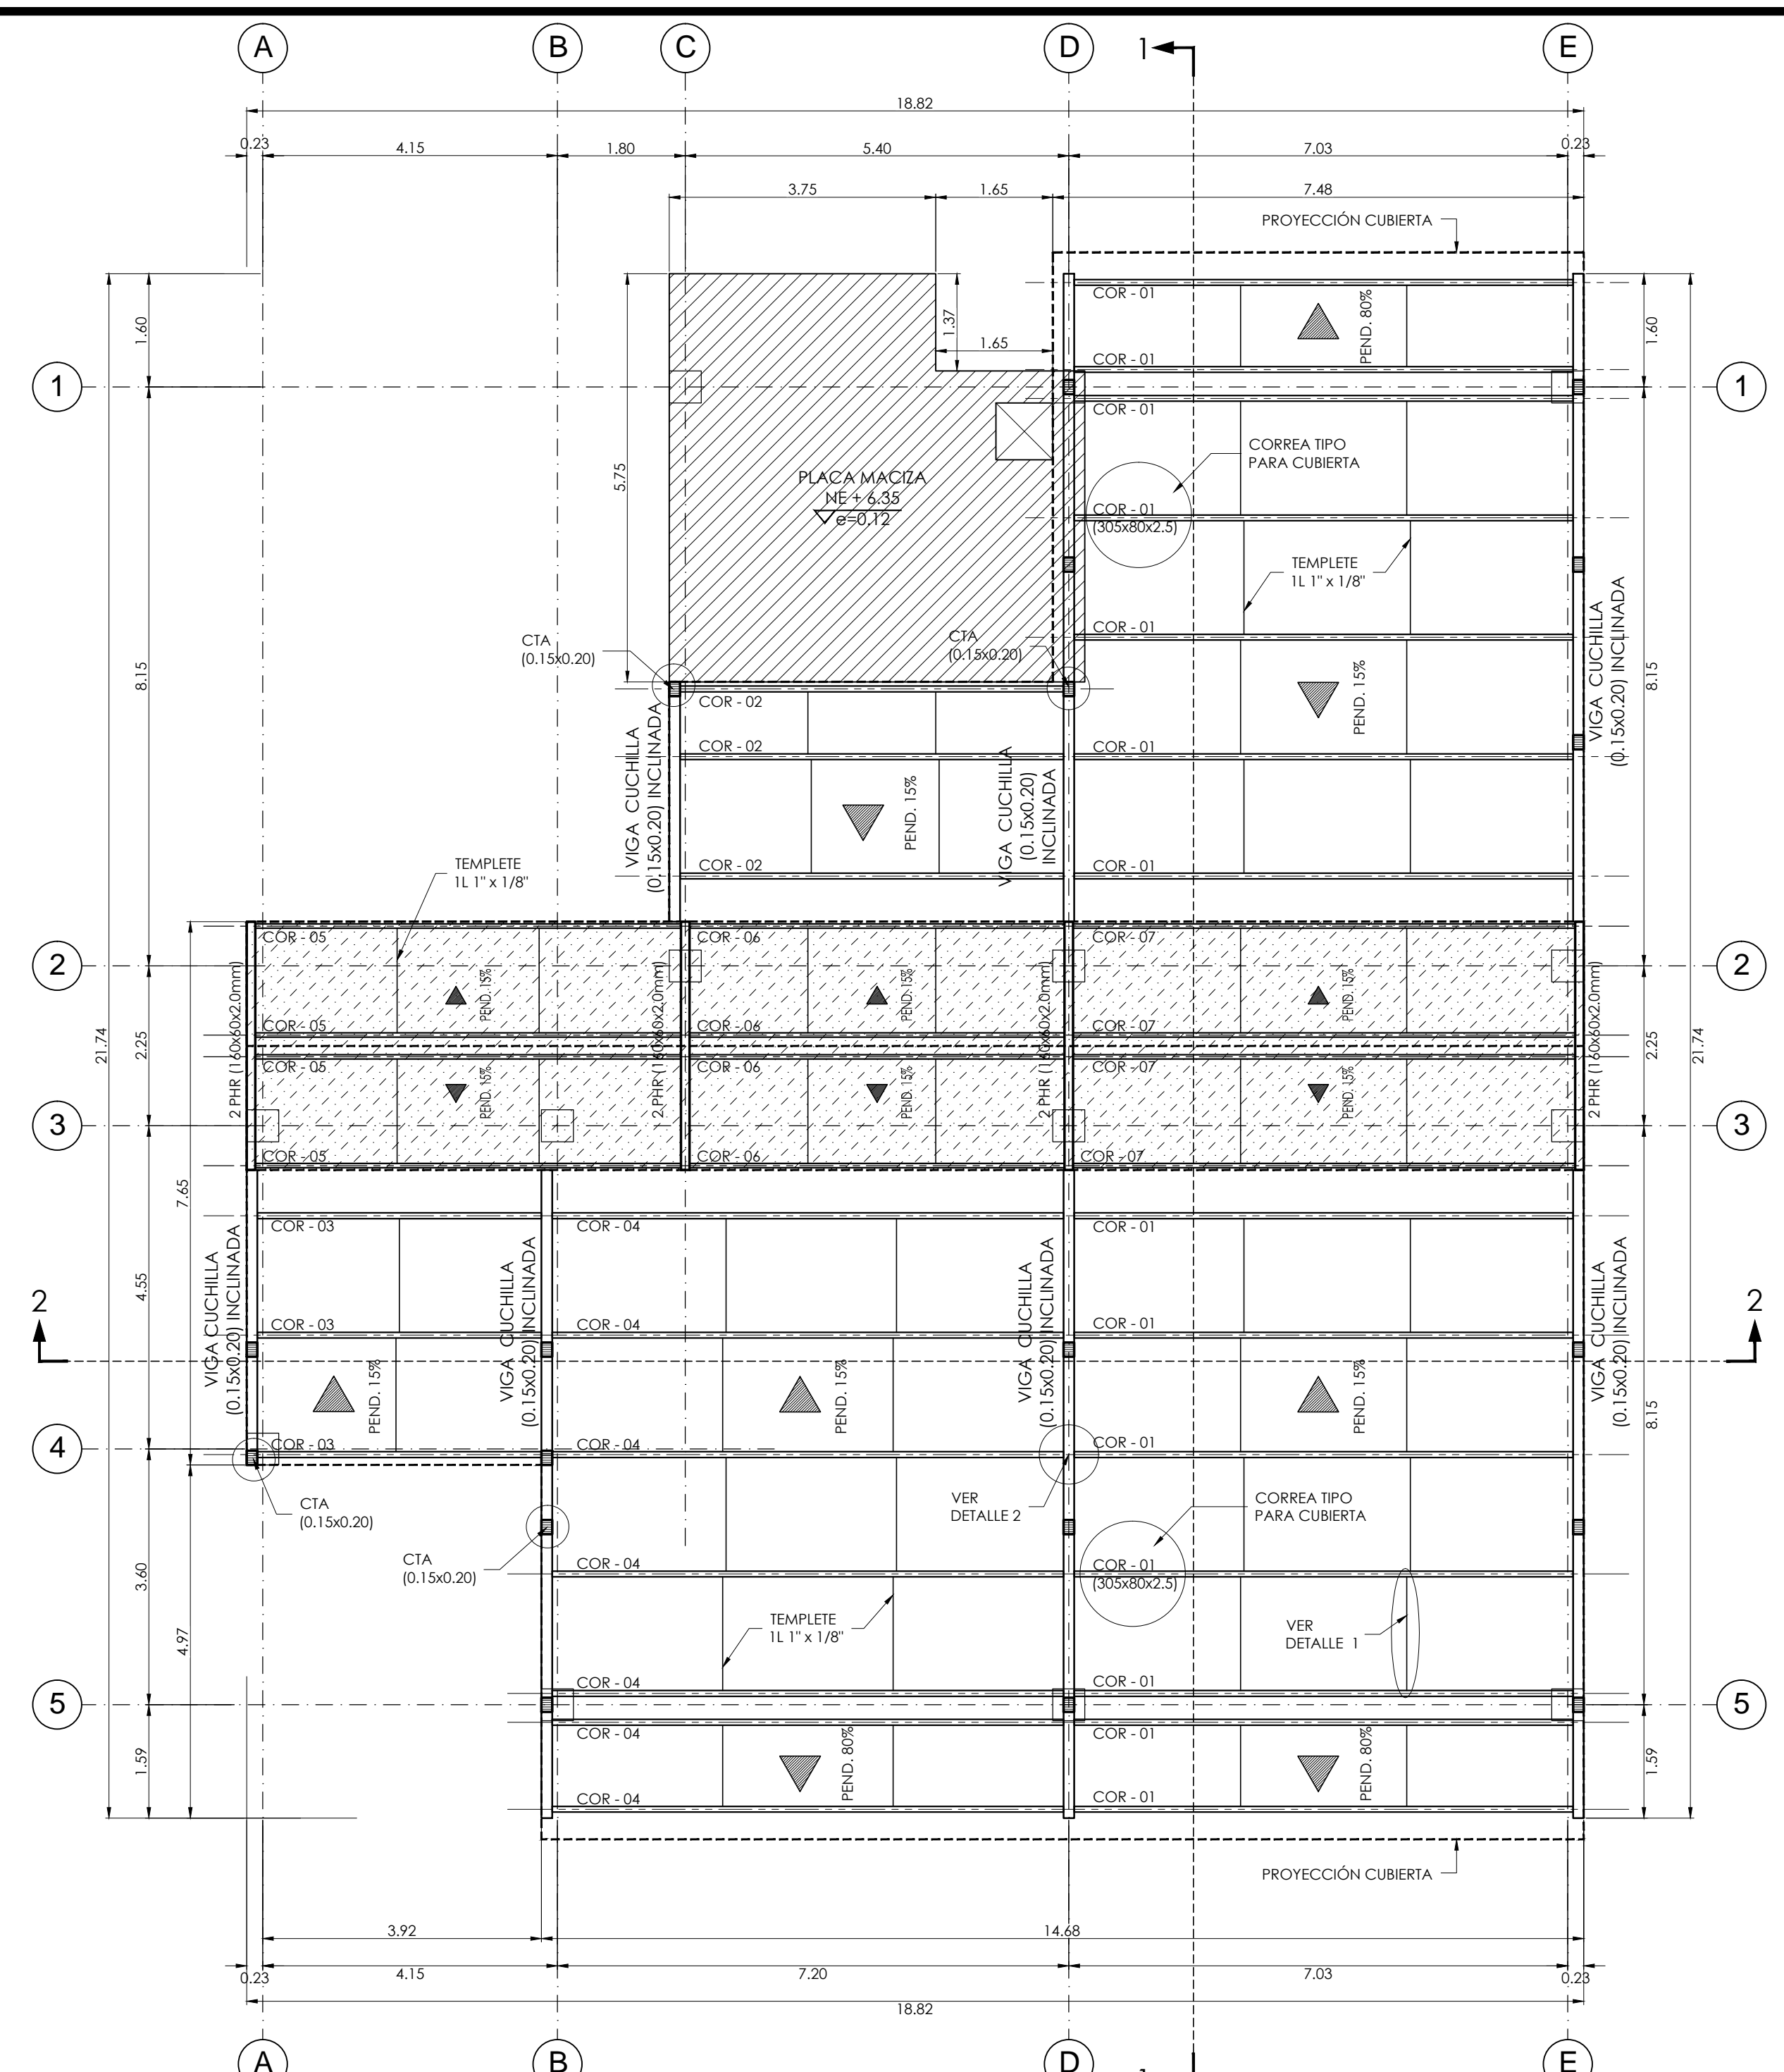 A B C D E
1
18.82
0.23 4.15 1.80 5.40 7.03 0.23
3.75 1.65 7.48
PROYECCIÓN CUBIERTA
COR - 01
PEND. 80%
1.60
1.37
1.60
1.65
COR - 01
1
1
COR - 01
CORREA TIPO
PARA CUBIERTA
5.75
PLACA MACIZA
NE + 6.35
e=0.12
COR - 01
(305x80x2.5)
TEMPLETE
1L 1" x 1/8"
CTA
(0.15x0.20)
CTA
(0.15x0.20)
COR - 01
VIGA CUCHILLA
(0.15x0.20) INCLINADA
8.15
8.15
PEND. 15%
COR - 02
COR - 02
COR - 01
VIGA CUCHILLA
(0.15x0.20) INCLINADA
VIGA CUCHILLA
(0.15x0.20)
INCLINADA
PEND. 15%
TEMPLETE
1L 1" x 1/8"
COR - 02
COR - 01
COR - 05
COR - 06
COR - 07
2
2
PEND. 15%
PEND. 15%
PEND. 15%
COR - 05
COR - 06
COR - 07
2 PHR (160x60x2.0mm)
2 PHR (160x60x2.0mm)
2 PHR (160x60x2.0mm)
2 PHR (160x60x2.0mm)
21.74
2.25
2.25
21.74
COR - 05
COR - 06
COR - 07
PEND. 15%
PEND. 15%
PEND. 15%
3
3
COR - 05
COR - 06
COR - 07
7.65
COR - 03
COR - 04
COR - 01
4.55
VIGA CUCHILLA
(0.15x0.20) INCLINADA
VIGA CUCHILLA
(0.15x0.20) INCLINADA
VIGA CUCHILLA
(0.15x0.20) INCLINADA
VIGA CUCHILLA
(0.15x0.20) INCLINADA
2
2
COR - 03
COR - 04
COR - 01
PEND. 15%
PEND. 15%
PEND. 15%
8.15
4
COR - 03
COR - 04
COR - 01
CTA
(0.15x0.20)
VER
DETALLE 2
CORREA TIPO
PARA CUBIERTA
CTA
(0.15x0.20)
COR - 04
COR - 01
(305x80x2.5)
3.60
4.97
TEMPLETE
1L 1" x 1/8"
VER
DETALLE 1
COR - 04
COR - 01
5
5
COR - 04
COR - 01
1.59
PEND. 80%
PEND. 80%
1.59
COR - 04
COR - 01
PROYECCIÓN CUBIERTA
3.92 14.68
0.23 4.15 7.20 7.03 0.23
18.82
A B D 1 E